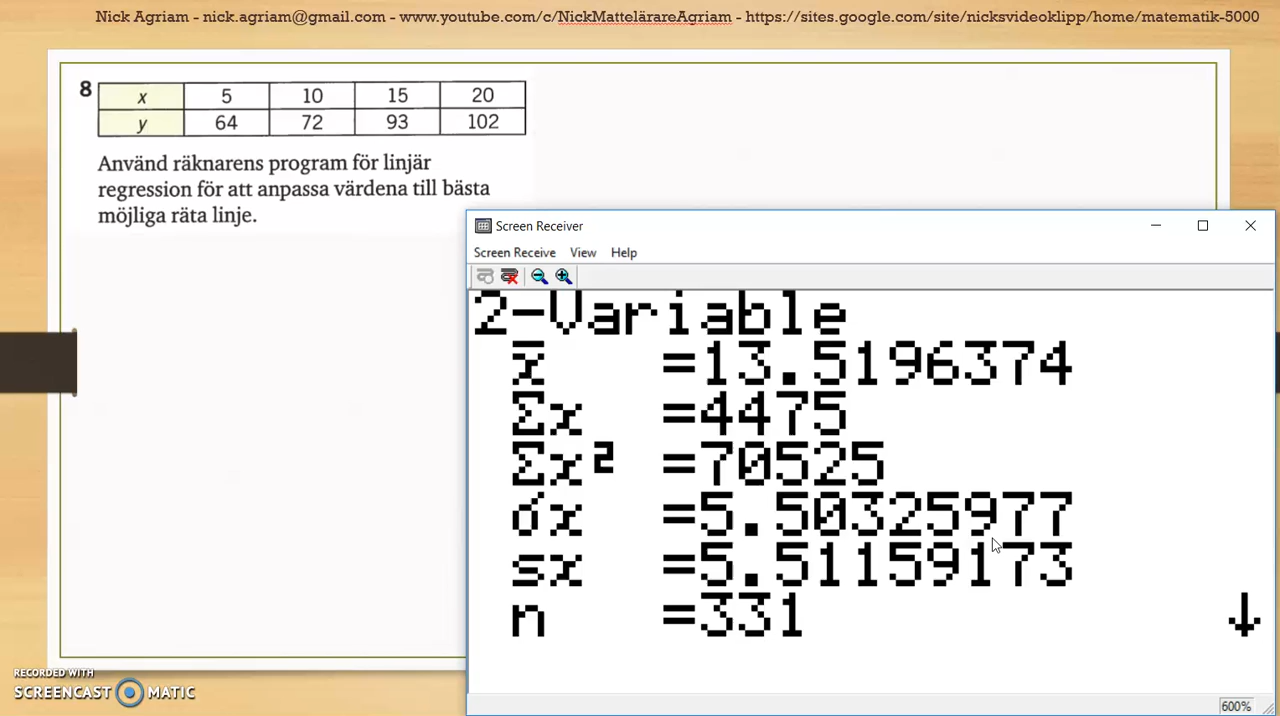 Nick Agriam - nick.agriam@gmail.com - www.youtube.com/c/NickMattelärareAgriam - https://sites.google.com/site/nicksvideoklipp/home/matematik-5000
8
x 5 10 15 20
y 64 72 93 102
Använd räknarens program för linjär
regression för att anpassa värdena till bästa
möjliga räta linje.
Screen Receiver
Screen Receive View Help
2-Variable
x̄ =13.5196374
Σx =4475
Σx² =70525
σx =5.50325977
sx =5.51159173
n =331 ↓
600%
RECORDED WITH
SCREENCAST MATIC